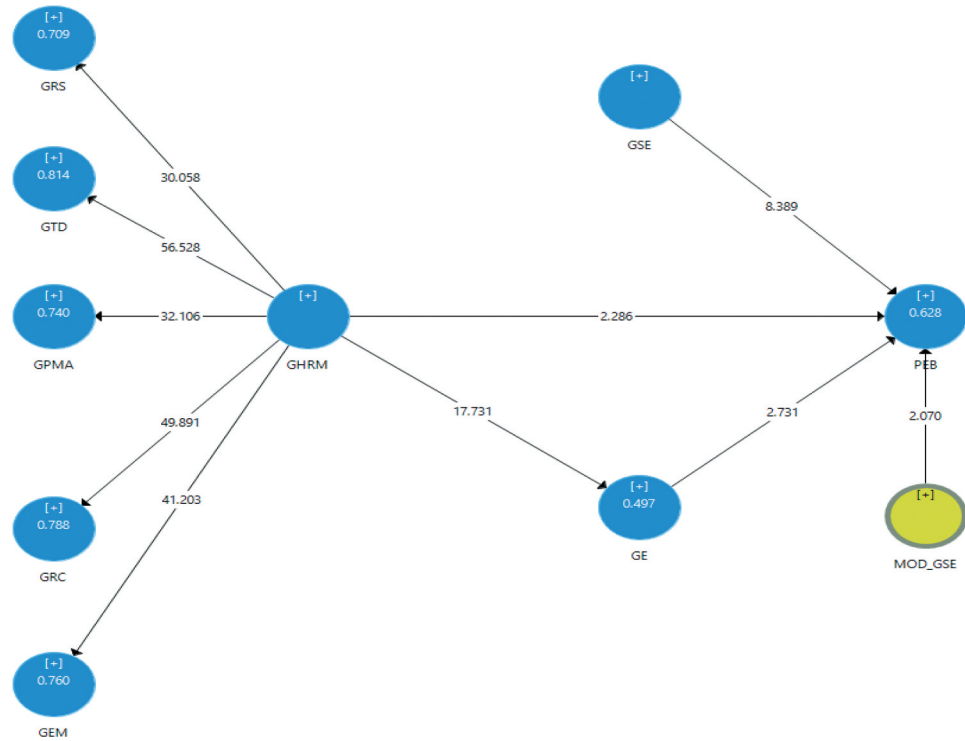 [+]
0.709
GRS
[+]
GSE
[+]
0.814
GTD
30.058
8.389
56.528
[+]
0.740
GPMA
32.106
[+]
GHRM
2.286
[+]
0.628
PEB
49.891
17.731
2.731
2.070
41.203
[+]
0.788
GRC
[+]
0.497
GE
[+]
MOD_GSE
[+]
0.760
GEM